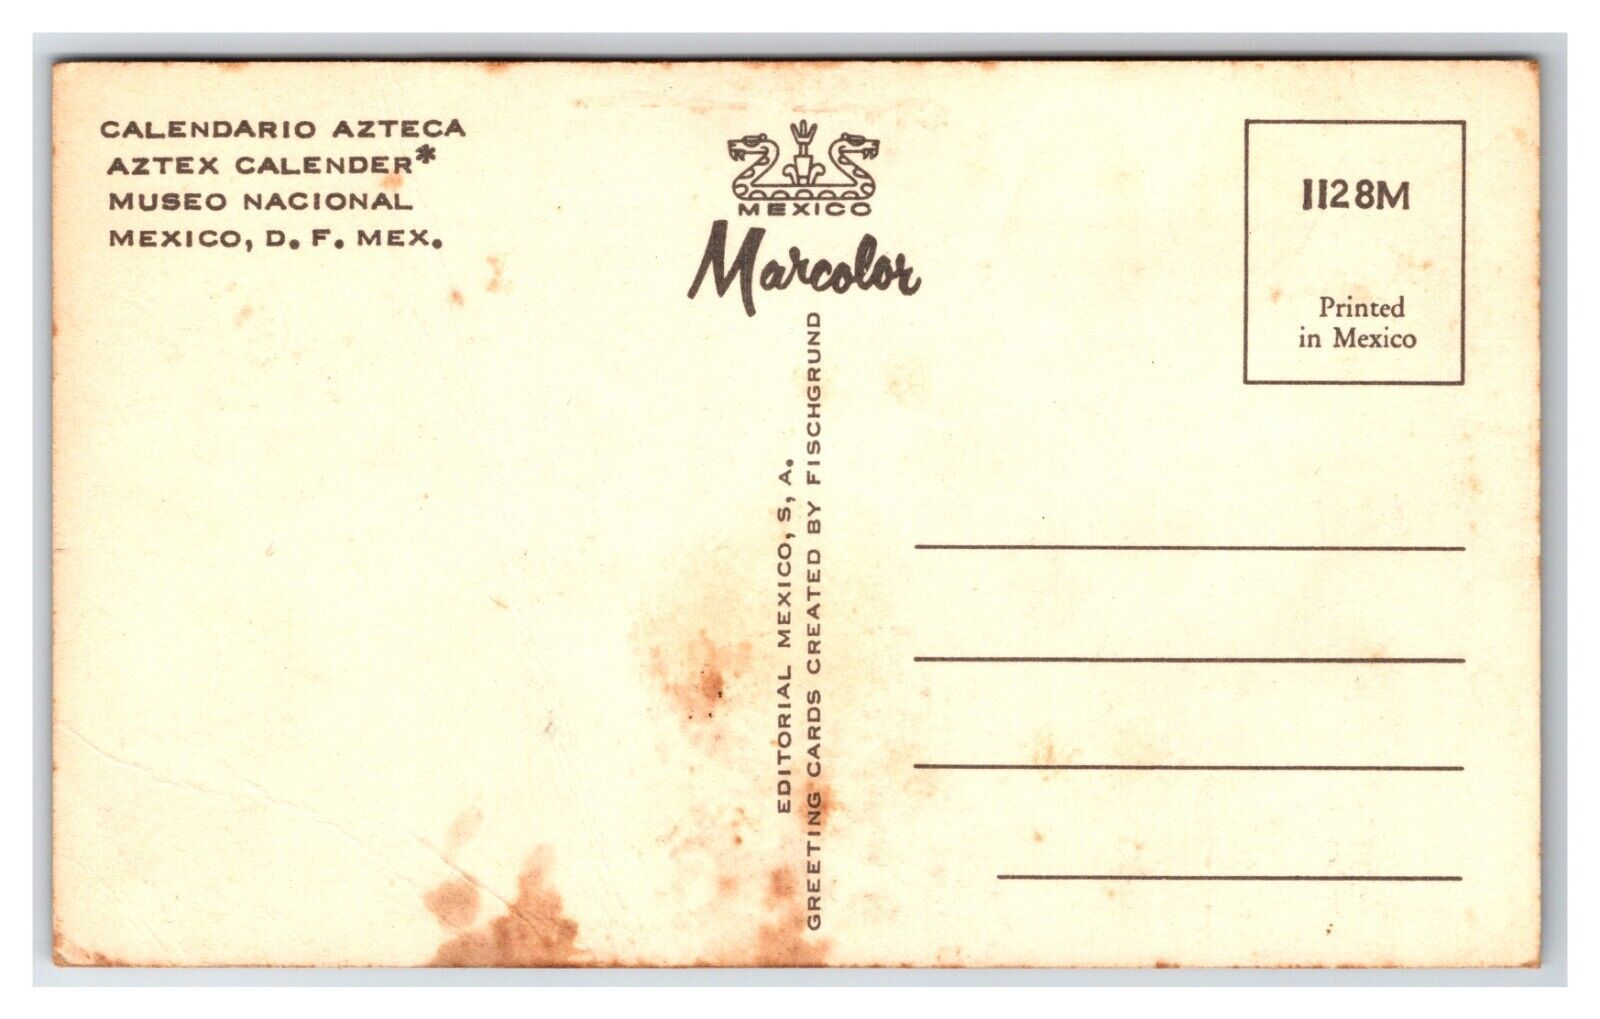 CALENDARIO AZTECA
AZTEX CALENDER*
MUSEO NACIONAL
MEXICO, D. F. MEX.
MEXICO
Marcolor
EDITORIAL MEXICO, S, A.
GREETING CARDS CREATED BY FISCHGRUND
1128M
Printed
in Mexico